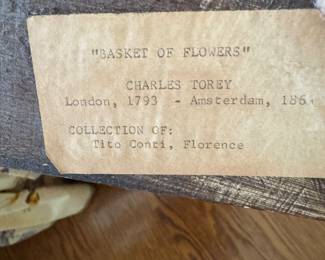 "BASKET OF FLOWERS"
CHARLES TOREY
London, 1793 - Amsterdam, 186
COLLECTION OF:
Tito Conti, Florence